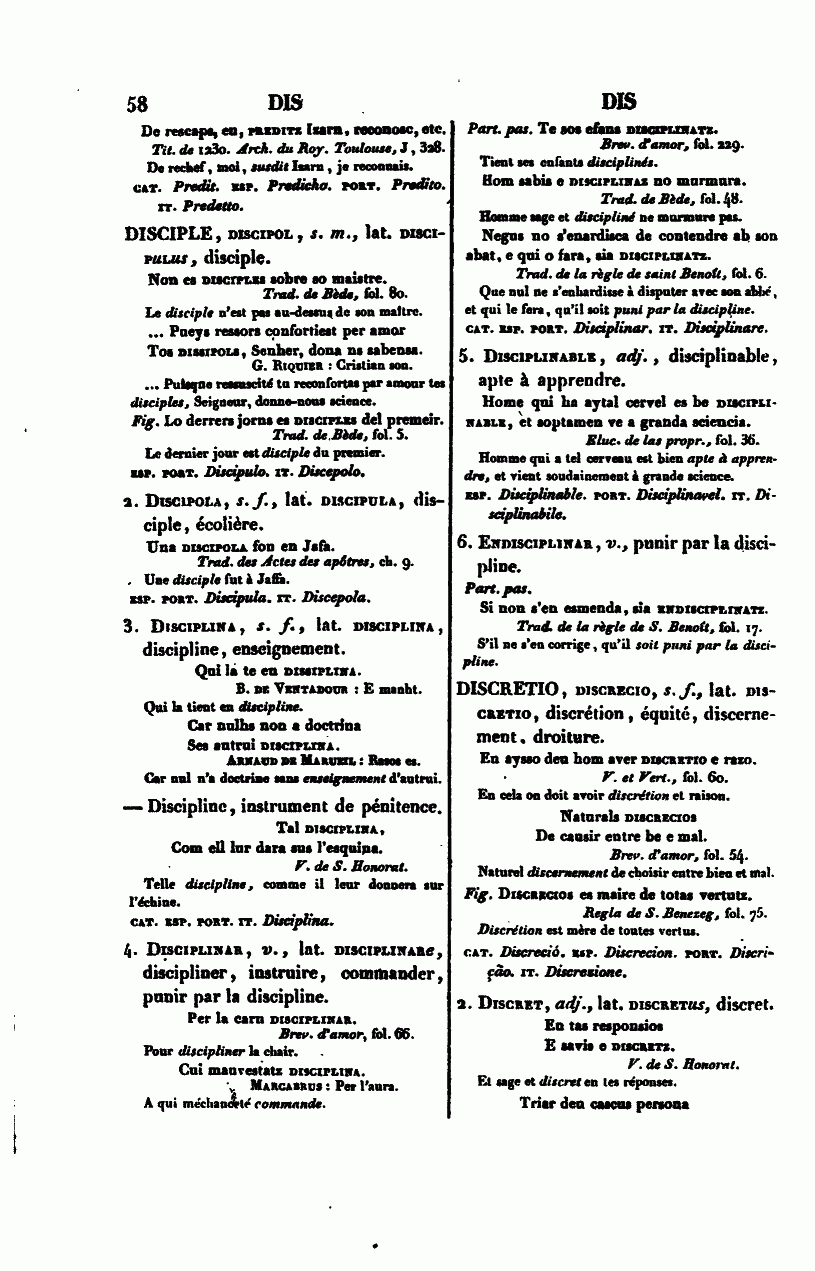 58 DIS DIS
De rescapa, en, PREDITZ Isarn, reconosc, etc.
Tit. de 1230. Arch. du Roy. Toulouse, J, 328.
De rechef, moi, susdit Isarn, je reconnais.
CAT. Predit. ESP. Predicho. PORT. Predito.
IT. Predetto.
DISCIPLE, DISCIPOL, s. m., lat. DISCI-
PULUS, disciple.
Non es DISCIPLES sobre so maistre.
Trad. de Bède, fol. 80.
Le disciple n'est pas au-dessus de son maître.
... Pueys ressors confortiest per amor
Tos DISSIPOLS, Senher, dona ns sabensa.
G. RIQUIER : Cristian son.
... Puisque ressuscité tu reconfortas par amour tes
disciples, Seigneur, donne-nous science.
Fig. Lo derrers jorns es DISCIPLES del premeir.
Trad. de Bède, fol. 5.
Le dernier jour est disciple du premier.
ESP. PORT. Discipulo. IT. Discepolo.
2. DISCIPOLA, s. f., lat. DISCIPULA, dis-
ciple, écolière.
Una DISCIPOLA fon en Jafa.
Trad. des Actes des apôtres, ch. 9.
Une disciple fut à Jaffa.
ESP. PORT. Discipula. IT. Discepola.
3. DISCIPLINA, s. f., lat. DISCIPLINA,
discipline, enseignement.
Qui la te en DISSIPLINA.
B. DE VENTADOUR : E manht.
Qui la tient en discipline.
Car nulhs non a doctrina
Ses autrui DISCIPLINA.
ARNAUD DE MARUEIL : Rasos es.
Car nul n'a doctrine sans enseignement d'autrui.
— Discipline, instrument de pénitence.
Tal DISCIPLINA,
Com ell lur dara sus l'esquina.
V. de S. Honorat.
Telle discipline, comme il leur donnera sur
l'échine.
CAT. ESP. PORT. IT. Disciplina.
4. DISCIPLINAR, v., lat. DISCIPLINARe,
discipliner, instruire, commander,
punir par la discipline.
Per la carn DISCIPLINAR.
Brev. d'amor, fol. 66.
Pour discipliner la chair.
Cui mauvestatz DISCIPLINA.
MARCABRUS : Per l'aura.
A qui méchanceté commande.
Part. pas. Te sos efans DISCIPLINATZ.
Brev. d'amor, fol. 229.
Tient ses enfants disciplinés.
Hom sabis e DISCIPLINAZ no murmura.
Trad. de Bède, fol. 48.
Homme sage et discipliné ne murmure pas.
Negus no s'enardisca de contendre ab son
abat, e qui o fara, sia DISCIPLINATZ.
Trad. de la règle de saint Benoît, fol. 6.
Que nul ne s'enhardisse à disputer avec son abbé,
et qui le fera, qu'il soit puni par la discipline.
CAT. ESP. PORT. Disciplinar. IT. Disciplinare.
5. DISCIPLINABLE, adj., disciplinable,
apte à apprendre.
Home qui ha aytal cervel es be DISCIPLI-
NABLE, et soptamen ve a granda sciencia.
Eluc. de las propr., fol. 36.
Homme qui a tel cerveau est bien apte à appren-
dre, et vient soudainement à grande science.
ESP. Disciplinable. PORT. Disciplinavel. IT. Di-
sciplinabile.
6. ENDISCIPLINAR, v., punir par la disci-
pline.
Part. pas.
Si non s'en esmenda, sia ENDISCIPLINATZ.
Trad. de la règle de S. Benoît, fol. 17.
S'il ne s'en corrige, qu'il soit puni par la disci-
pline.
DISCRETIO, DISCRECIO, s. f., lat. DIS-
CRETIO, discrétion, équité, discerne-
ment, droiture.
En aysso deu hom aver DISCRETIO e razo.
V. et Vert., fol. 60.
En cela on doit avoir discrétion et raison.
Naturals DISCRECIOS
De causir entre be e mal.
Brev. d'amor, fol. 54.
Naturel discernement de choisir entre bien et mal.
Fig. DISCRECIOS es maire de totas vertutz.
Regla de S. Benezeg, fol. 75.
Discrétion est mère de toutes vertus.
CAT. Discreció. ESP. Discrecion. PORT. Discri-
ção. IT. Discrezione.
2. DISCRET, adj., lat. DISCRETUS, discret.
En tas responsios
E savis e DISCRETZ.
V. de S. Honorat.
Et sage et discret en tes réponses.
Triar deu cascus persona